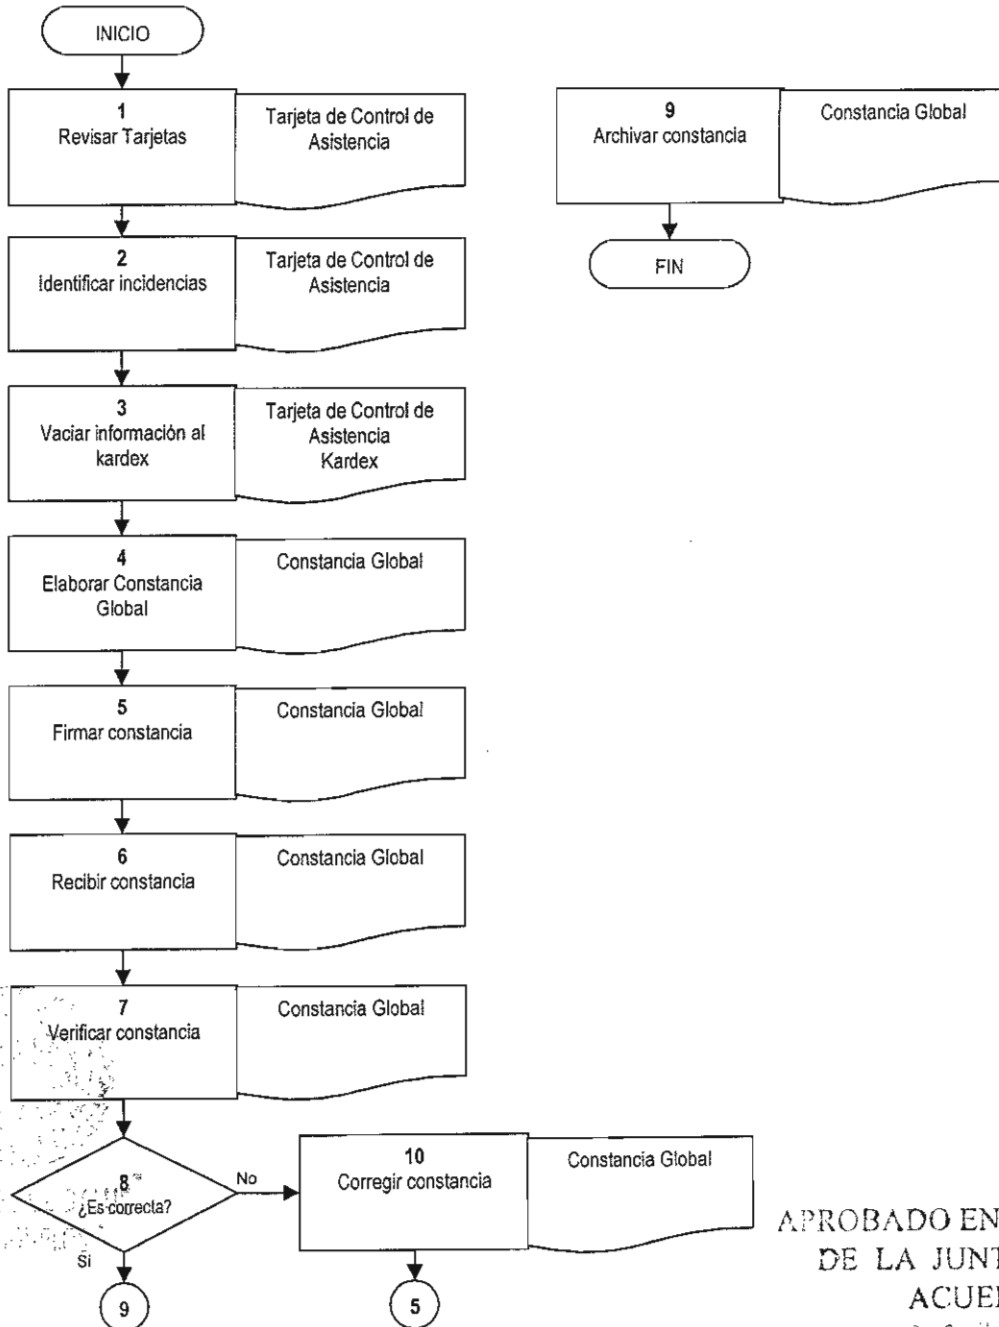 INICIO
1
Revisar Tarjetas
Tarjeta de Control de
Asistencia
2
Identificar incidencias
Tarjeta de Control de
Asistencia
3
Vaciar información al
kardex
Tarjeta de Control de
Asistencia
Kardex
4
Elaborar Constancia
Global
Constancia Global
5
Firmar constancia
Constancia Global
6
Recibir constancia
Constancia Global
7
Verificar constancia
Constancia Global
8
¿Es correcta?
No
Si
9
10
Corregir constancia
Constancia Global
5
9
Archivar constancia
Constancia Global
FIN
APROBADO EN
DE LA JUNT
ACUE